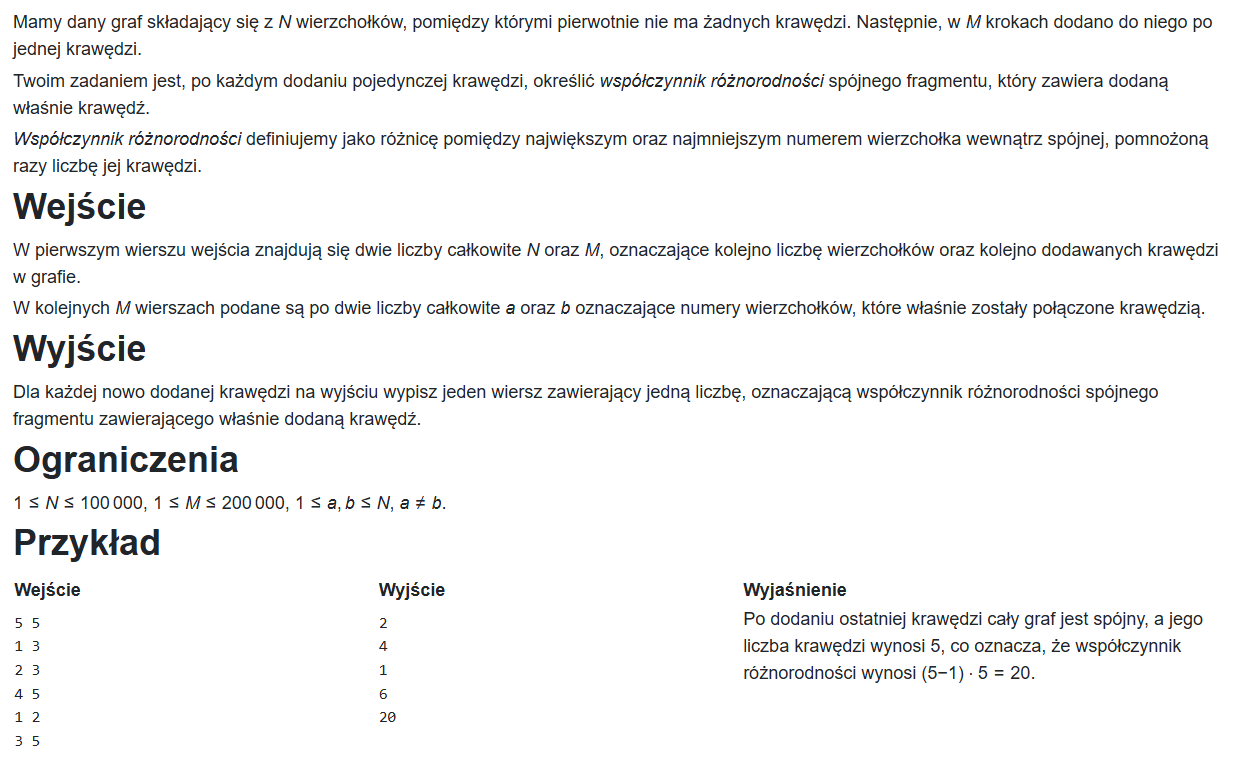 Mamy dany graf składający się z N wierzchołków, pomiędzy którymi pierwotnie nie ma żadnych krawędzi. Następnie, w M krokach dodano do niego po
jednej krawędzi.
Twoim zadaniem jest, po każdym dodaniu pojedynczej krawędzi, określić współczynnik różnorodności spójnego fragmentu, który zawiera dodaną
właśnie krawędź.
Współczynnik różnorodności definiujemy jako różnicę pomiędzy największym oraz najmniejszym numerem wierzchołka wewnątrz spójnej, pomnożoną
razy liczbę jej krawędzi.
Wejście
W pierwszym wierszu wejścia znajdują się dwie liczby całkowite N oraz M, oznaczające kolejno liczbę wierzchołków oraz kolejno dodawanych krawędzi
w grafie.
W kolejnych M wierszach podane są po dwie liczby całkowite a oraz b oznaczające numery wierzchołków, które właśnie zostały połączone krawędzią.
Wyjście
Dla każdej nowo dodanej krawędzi na wyjściu wypisz jeden wiersz zawierający jedną liczbę, oznaczającą współczynnik różnorodności spójnego
fragmentu zawierającego właśnie dodaną krawędź.
Ograniczenia
1 ≤ N ≤ 100 000, 1 ≤ M ≤ 200 000, 1 ≤ a, b ≤ N, a ≠ b.
Przykład
Wejście
5 5
1 3
2 3
4 5
1 2
3 5
Wyjście
2
4
1
6
20
Wyjaśnienie
Po dodaniu ostatniej krawędzi cały graf jest spójny, a jego
liczba krawędzi wynosi 5, co oznacza, że współczynnik
różnorodności wynosi (5−1) · 5 = 20.